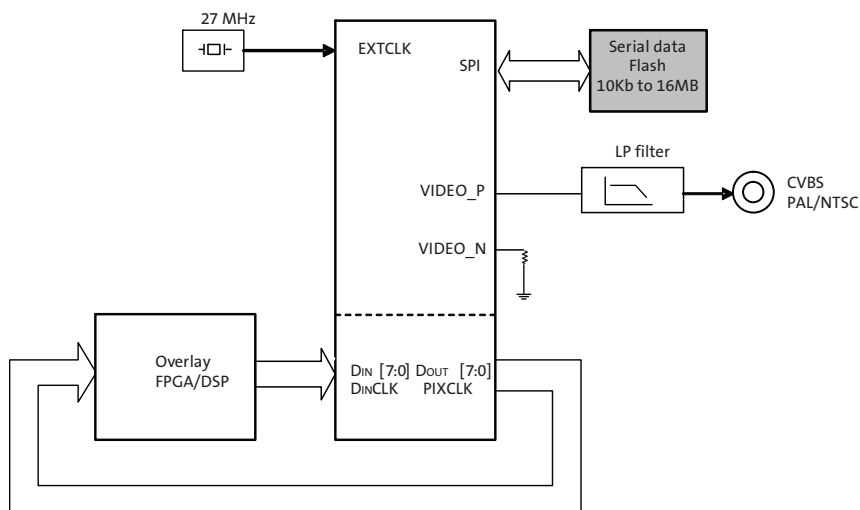 27 MHz
EXTCLK
SPI
Serial data
Flash
10Kb to 16MB
LP filter
VIDEO_P
CVBS
PAL/NTSC
VIDEO_N
Overlay
FPGA/DSP
DIN [7:0] DOUT [7:0]
DINCLK PIXCLK